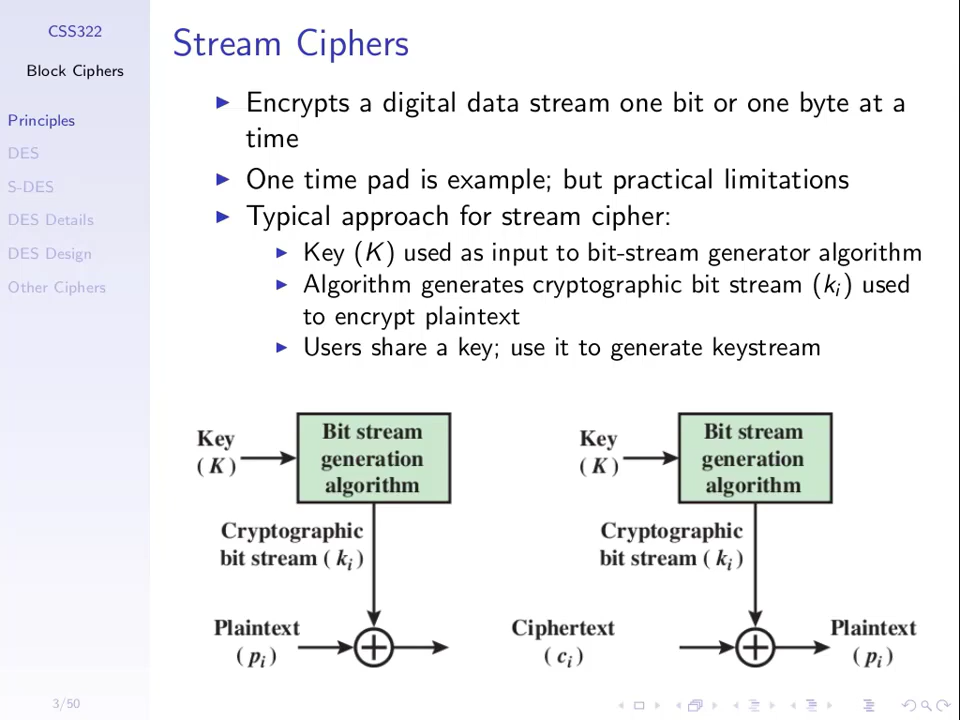 CSS322
Block Ciphers
Principles
DES
S-DES
DES Details
DES Design
Other Ciphers
3/50
Stream Ciphers
Encrypts a digital data stream one bit or one byte at a
time
One time pad is example; but practical limitations
Typical approach for stream cipher:
Key (K) used as input to bit-stream generator algorithm
Algorithm generates cryptographic bit stream (ki) used
to encrypt plaintext
Users share a key; use it to generate keystream
Key
(K)
Bit stream
generation
algorithm
Cryptographic
bit stream ( ki )
Plaintext
( pi )
Ciphertext
( ci )
Key
(K)
Bit stream
generation
algorithm
Cryptographic
bit stream ( ki )
Plaintext
( pi )